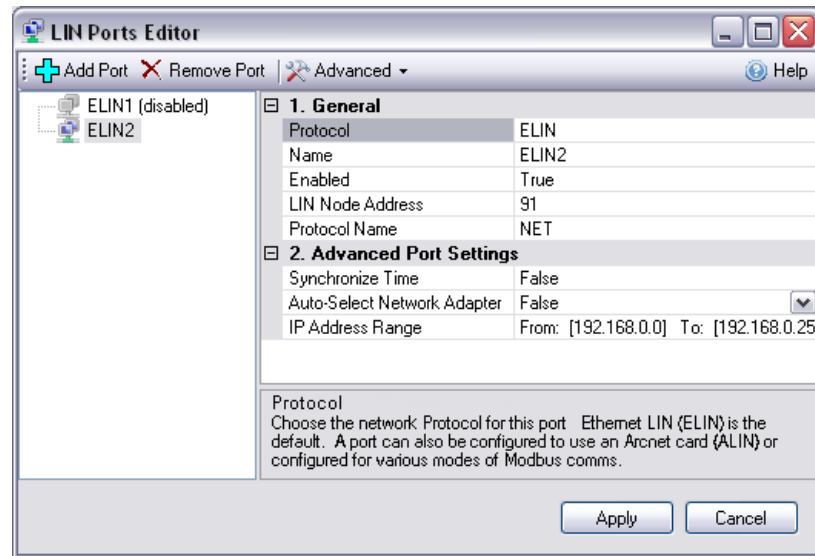 LIN Ports Editor
Add Port Remove Port Advanced Help
ELIN1 (disabled)
ELIN2
1. General
Protocol ELIN
Name ELIN2
Enabled True
LIN Node Address 91
Protocol Name NET
2. Advanced Port Settings
Synchronize Time False
Auto-Select Network Adapter False
IP Address Range From: [192.168.0.0] To: [192.168.0.25
Protocol
Choose the network Protocol for this port Ethernet LIN (ELIN) is the
default. A port can also be configured to use an Arcnet card (ALIN) or
configured for various modes of Modbus comms.
Apply Cancel